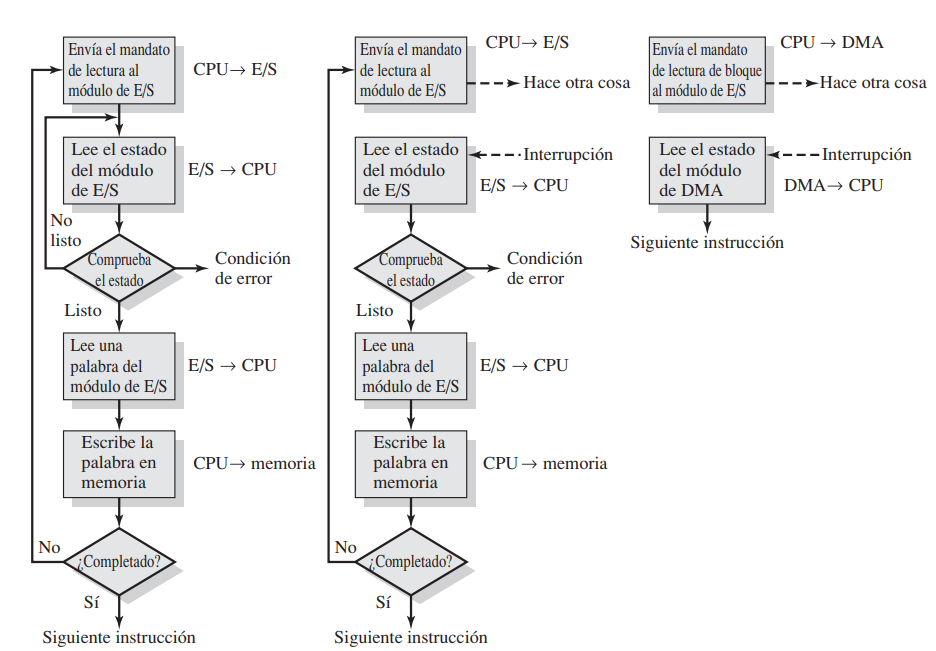 Envía el mandato
de lectura al
módulo de E/S
CPU→ E/S
Lee el estado
del módulo
de E/S
E/S → CPU
No
listo
Comprueba
el estado
Condición
de error
Listo
Lee una
palabra del
módulo de E/S
E/S → CPU
Escribe la
palabra en
memoria
CPU→ memoria
No
¿Completado?
Sí
Siguiente instrucción
Envía el mandato
de lectura al
módulo de E/S
CPU→ E/S
Hace otra cosa
Lee el estado
del módulo
de E/S
Interrupción
E/S → CPU
Comprueba
el estado
Condición
de error
Listo
Lee una
palabra del
módulo de E/S
E/S → CPU
Escribe la
palabra en
memoria
CPU→ memoria
No
¿Completado?
Sí
Siguiente instrucción
Envía el mandato
de lectura de bloque
al módulo de E/S
CPU → DMA
Hace otra cosa
Lee el estado
del módulo
de DMA
Interrupción
DMA→ CPU
Siguiente instrucción